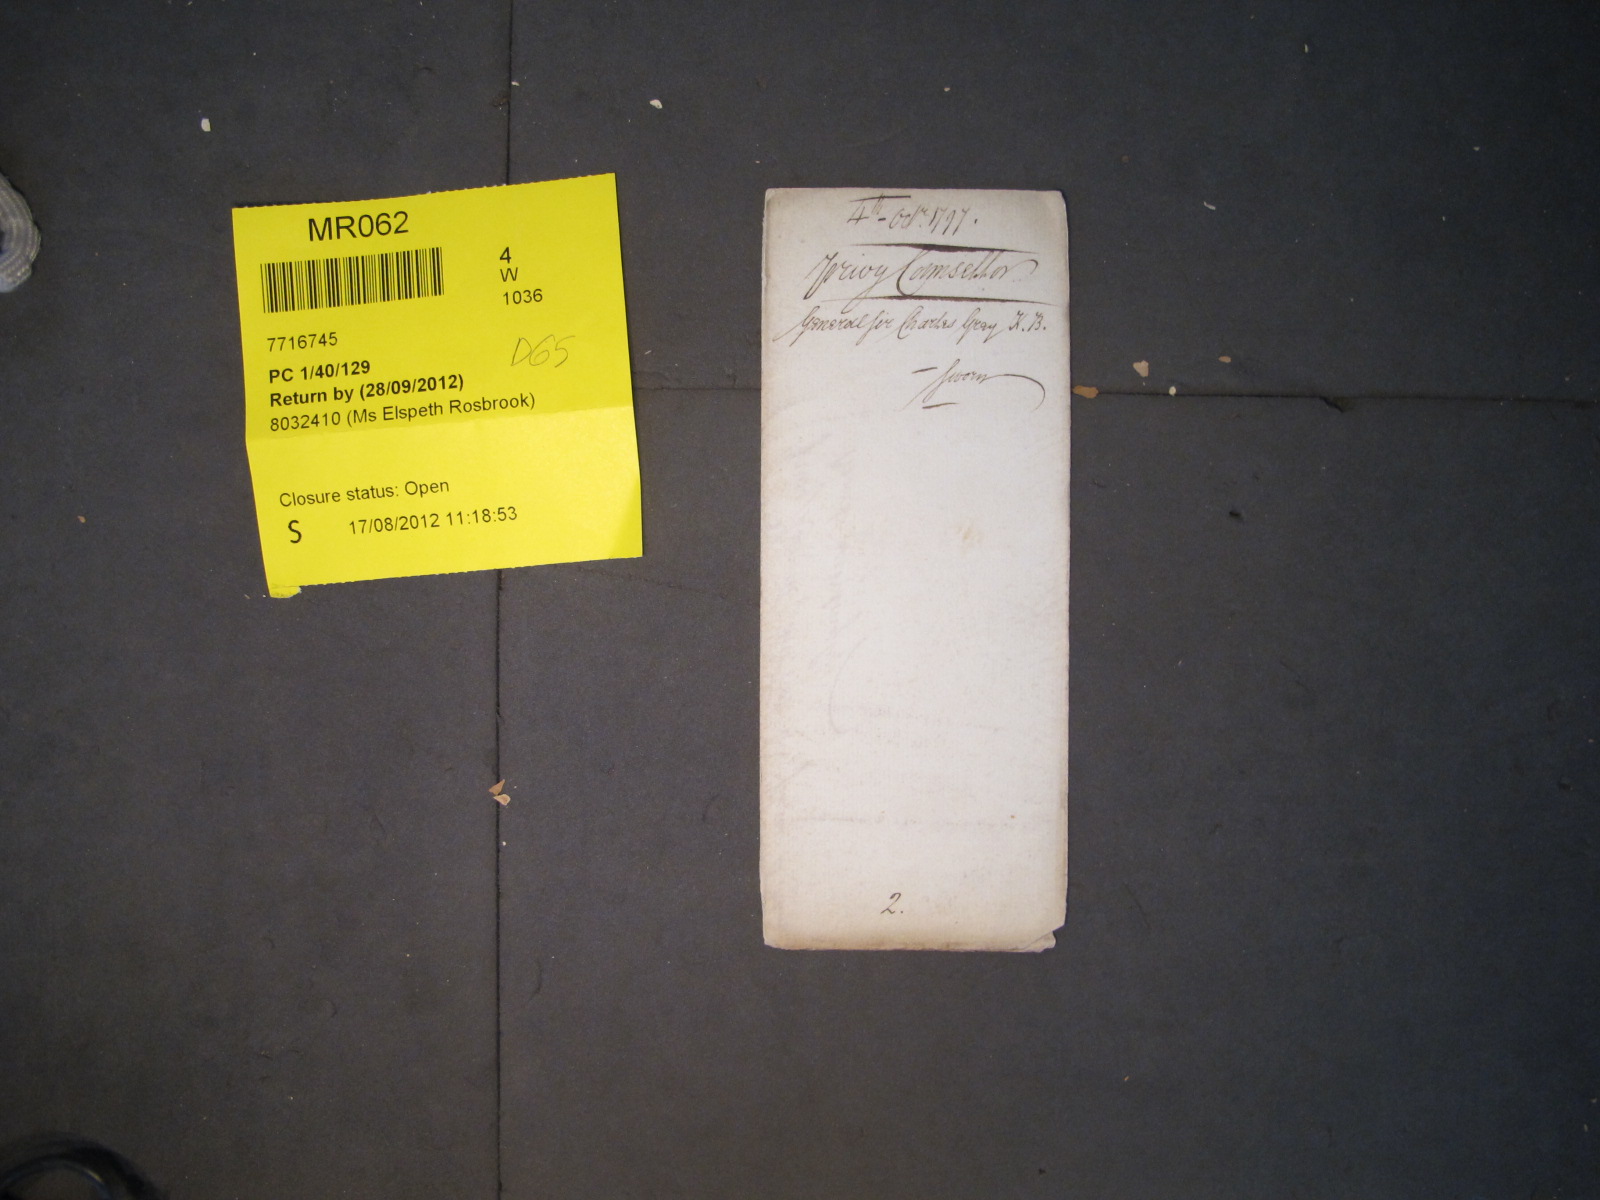 MR062
4
W
1036
7716745
D65
PC 1/40/129
Return by (28/09/2012)
8032410 (Ms Elspeth Rosbrook)
Closure status: Open
S 17/08/2012 11:18:53
4th - Octr. 1797.
Privy Counsellor
General Sir Charles Grey K.B.
- Sworn
2.